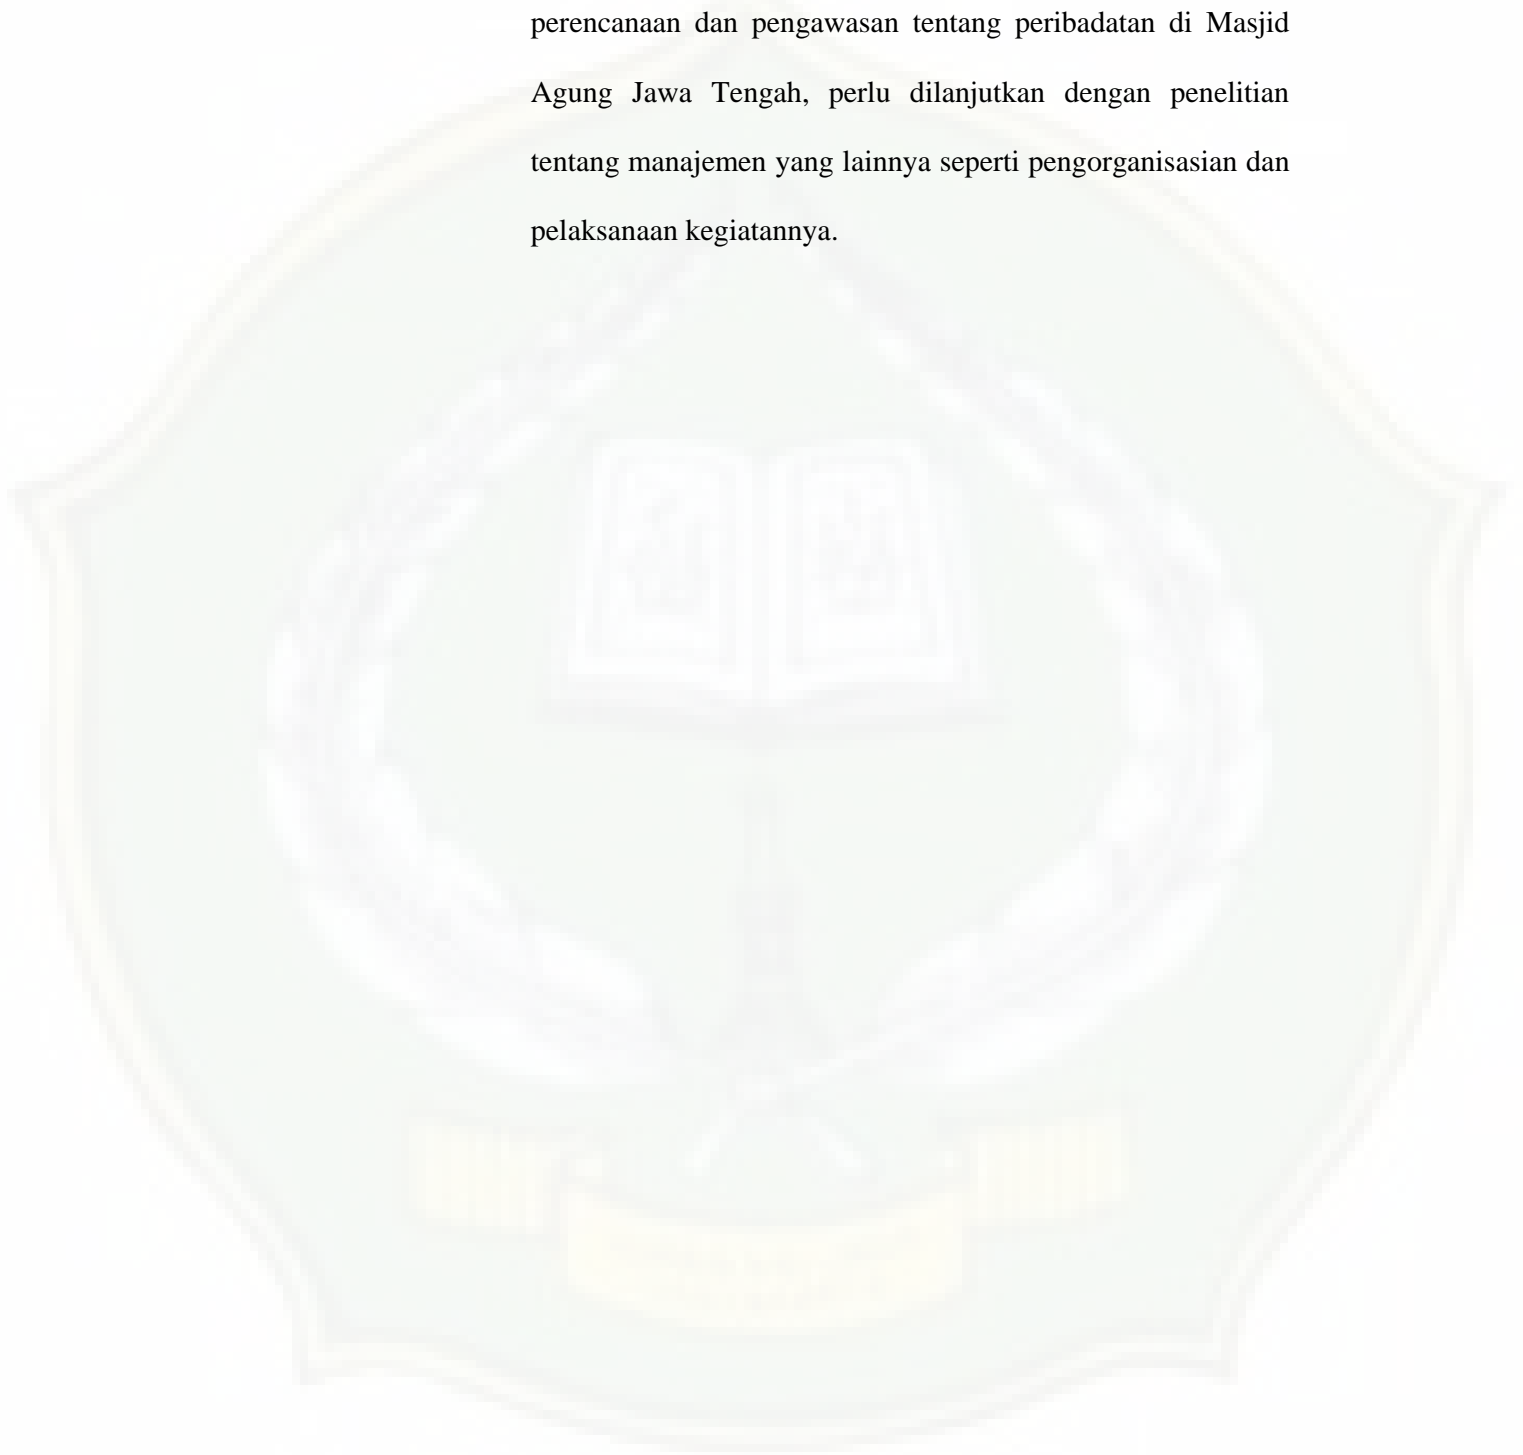 perencanaan dan pengawasan tentang peribadatan di Masjid
Agung Jawa Tengah, perlu dilanjutkan dengan penelitian
tentang manajemen yang lainnya seperti pengorganisasian dan
pelaksanaan kegiatannya.